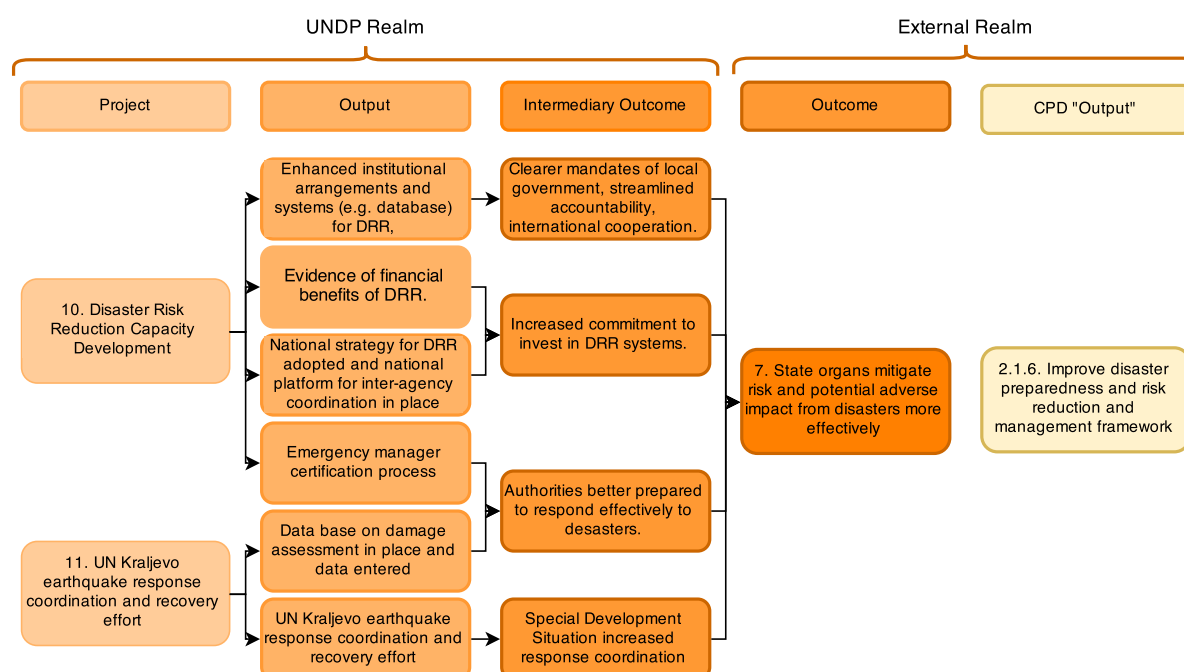 UNDP Realm
External Realm
Project
Output
Intermediary Outcome
Outcome
CPD "Output"
Enhanced institutional
arrangements and
systems (e.g. database)
for DRR,
Clearer mandates of local
government, streamlined
accountability,
international cooperation.
Evidence of financial
benefits of DRR.
10. Disaster Risk
Reduction Capacity
Development
Increased commitment to
invest in DRR systems.
National strategy for DRR
adopted and national
platform for inter-agency
coordination in place
7. State organs mitigate
risk and potential adverse
impact from disasters more
effectively
2.1.6. Improve disaster
preparedness and risk
reduction and
management framework
Emergency manager
certification process
Authorities better prepared
to respond effectively to
desasters.
Data base on damage
assessment in place and
data entered
11. UN Kraljevo
earthquake response
coordination and recovery
effort
UN Kraljevo earthquake
response coordination and
recovery effort
Special Development
Situation increased
response coordination